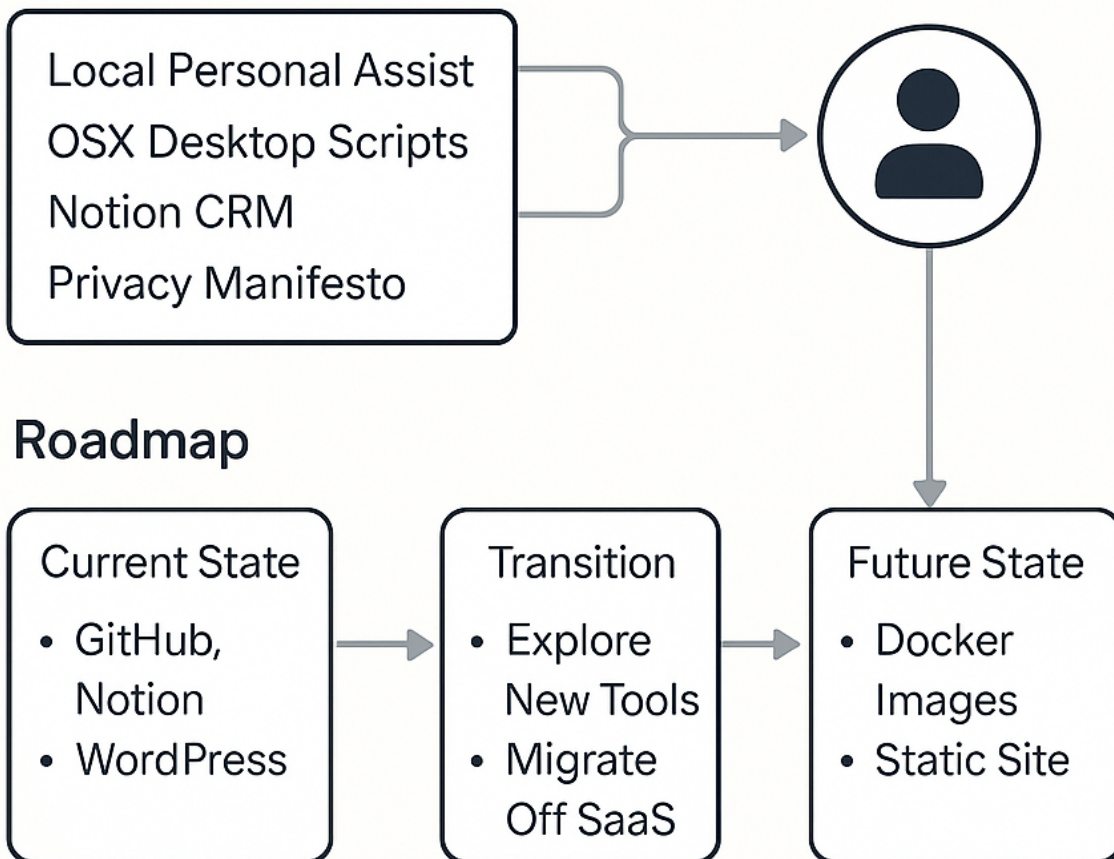 Local Personal Assist
OSX Desktop Scripts
Notion CRM
Privacy Manifesto
Roadmap
Current State
• GitHub,
Notion
• WordPress
Transition
• Explore
New Tools
• Migrate
Off SaaS
Future State
• Docker
Images
• Static Site